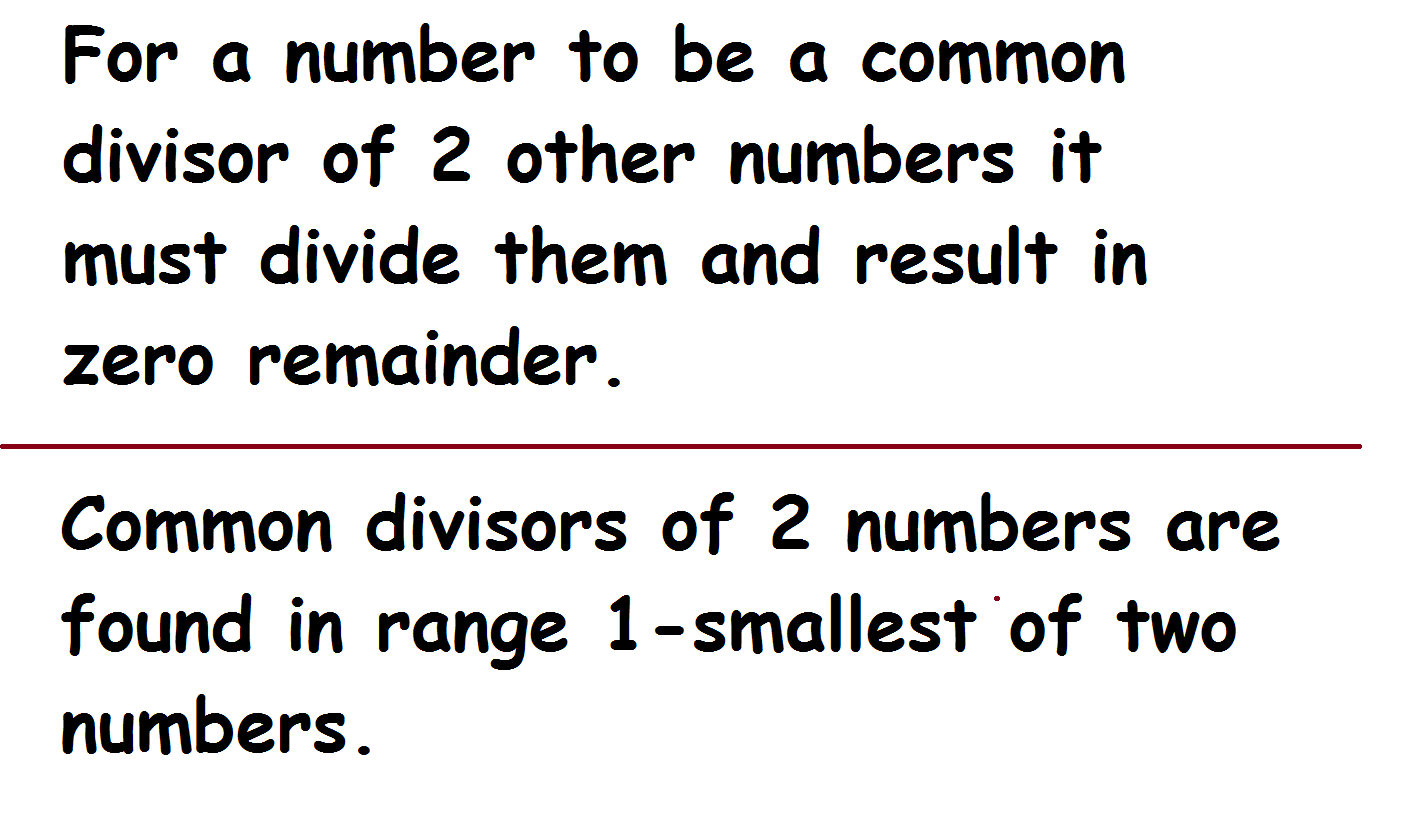 For a number to be a common
divisor of 2 other numbers it
must divide them and result in
zero remainder.
Common divisors of 2 numbers are
found in range 1-smallest of two
numbers.